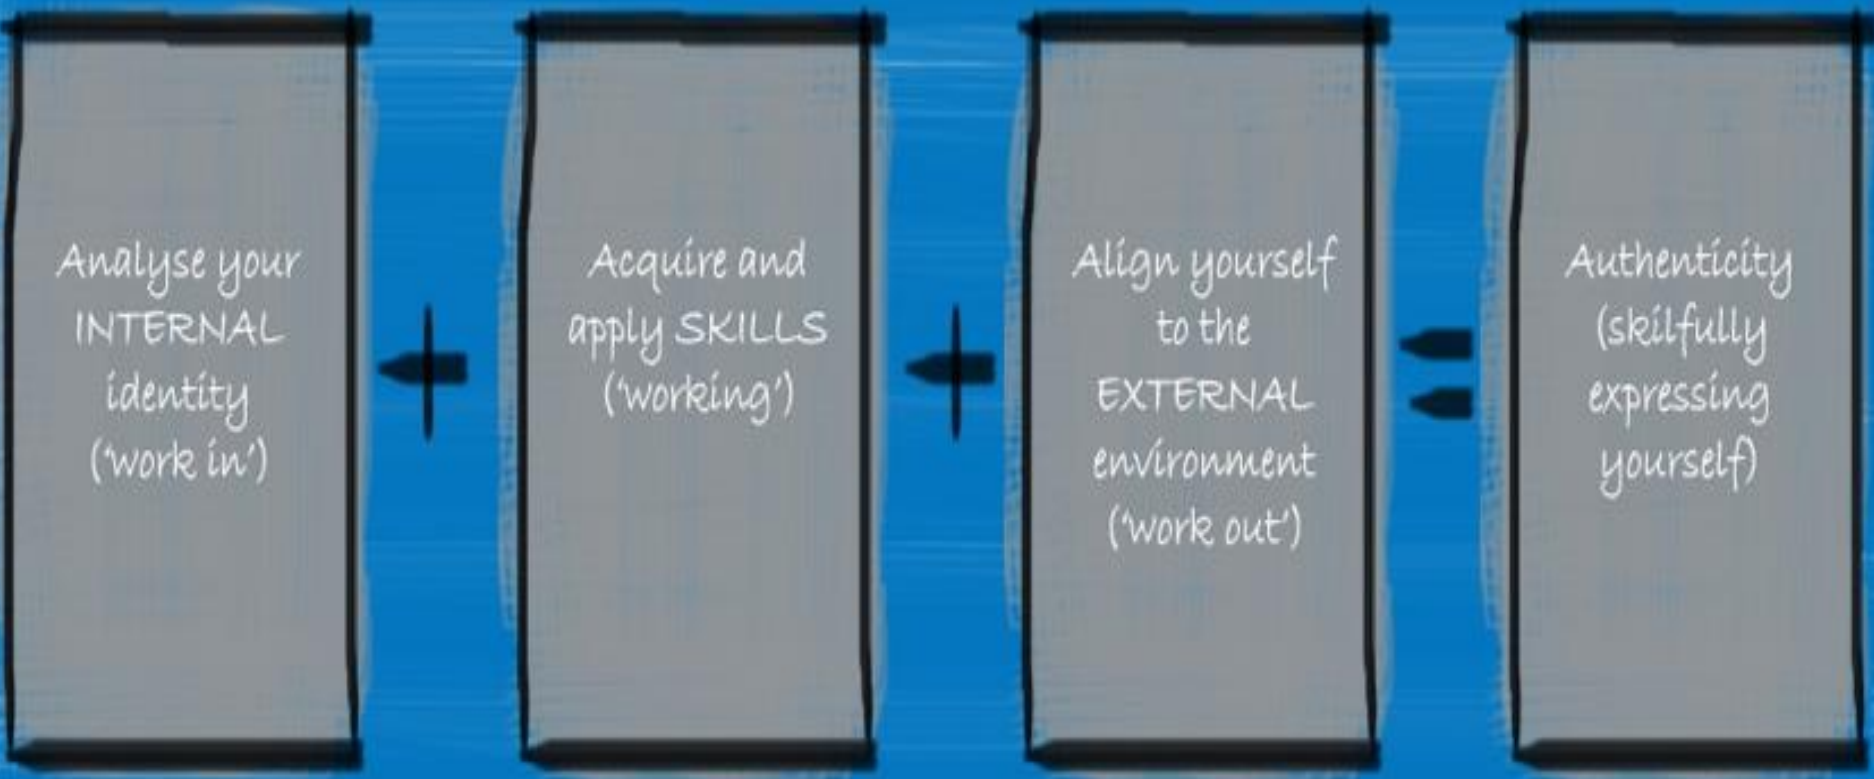 Analyse your
INTERNAL
identity
('work in')
+
Acquire and
apply SKILLS
('working')
+
Align yourself
to the
EXTERNAL
environment
('work out')
=
Authenticity
(skilfully
expressing
yourself)